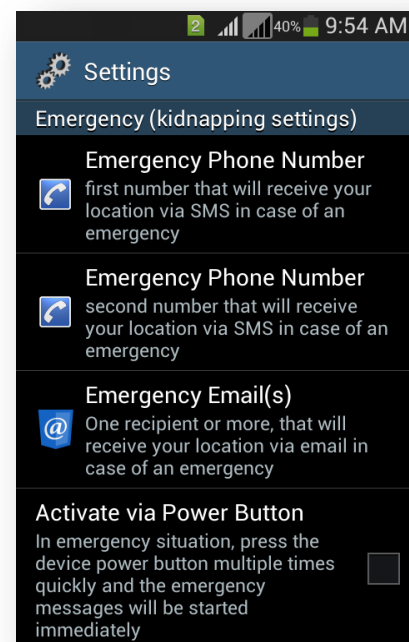 2 40% 9:54 AM
Settings
Emergency (kidnapping settings)
Emergency Phone Number
first number that will receive your
location via SMS in case of an
emergency
Emergency Phone Number
second number that will receive
your location via SMS in case of an
emergency
Emergency Email(s)
@
One recipient or more, that will
receive your location via email in
case of an emergency
Activate via Power Button
In emergency situation, press the
device power button multiple times
quickly and the emergency
messages will be started
immediately